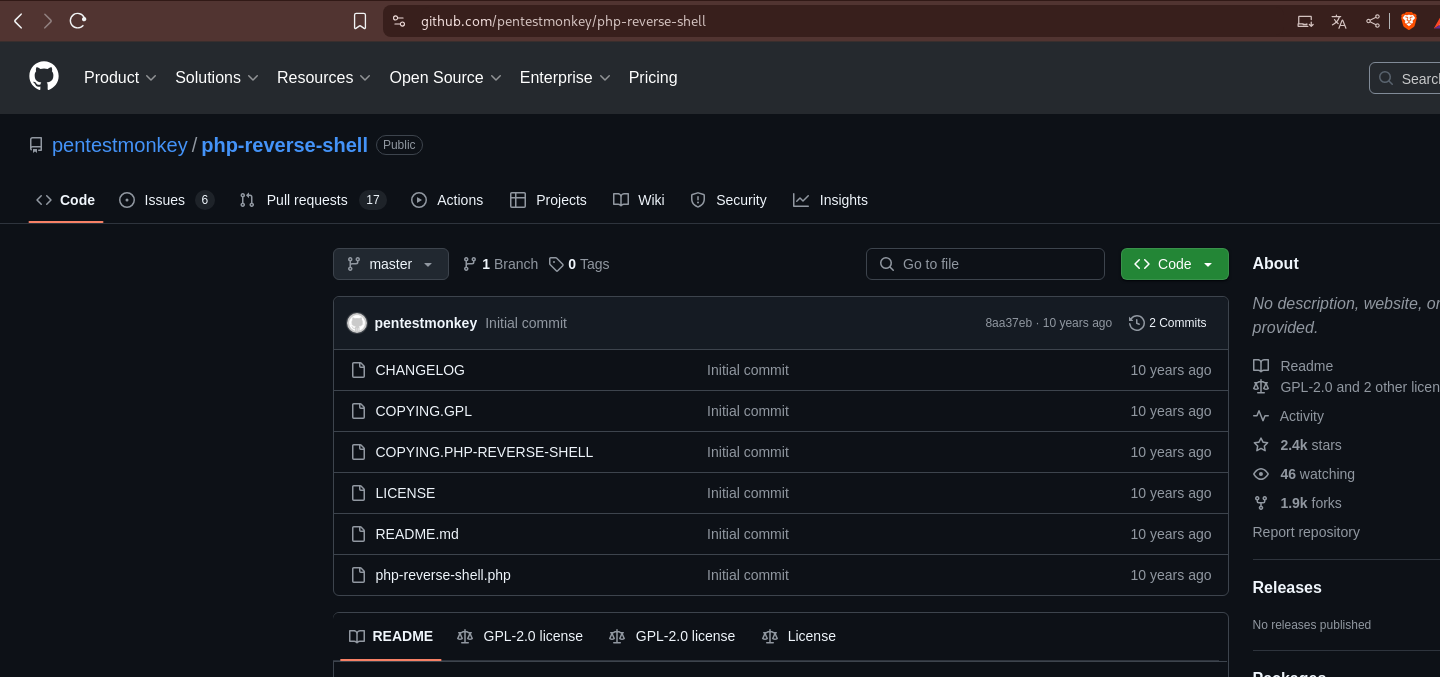 github.com/pentestmonkey/php-reverse-shell
Product Solutions Resources Open Source Enterprise Pricing Search
pentestmonkey / php-reverse-shell Public
Code Issues 6 Pull requests 17 Actions Projects Wiki Security Insights
master 1 Branch 0 Tags Go to file Code
pentestmonkey Initial commit 8aa37eb · 10 years ago 2 Commits
CHANGELOG Initial commit 10 years ago
COPYING.GPL Initial commit 10 years ago
COPYING.PHP-REVERSE-SHELL Initial commit 10 years ago
LICENSE Initial commit 10 years ago
README.md Initial commit 10 years ago
php-reverse-shell.php Initial commit 10 years ago
README GPL-2.0 license GPL-2.0 license License
About
No description, website, or
provided.
Readme
GPL-2.0 and 2 other licen
Activity
2.4k stars
46 watching
1.9k forks
Report repository
Releases
No releases published
Packages